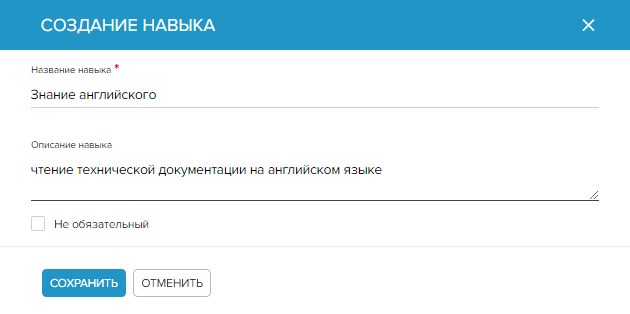 СОЗДАНИЕ НАВЫКА
Название навыка *
Знание английского
Описание навыка
чтение технической документации на английском языке
Не обязательный
СОХРАНИТЬ ОТМЕНИТЬ